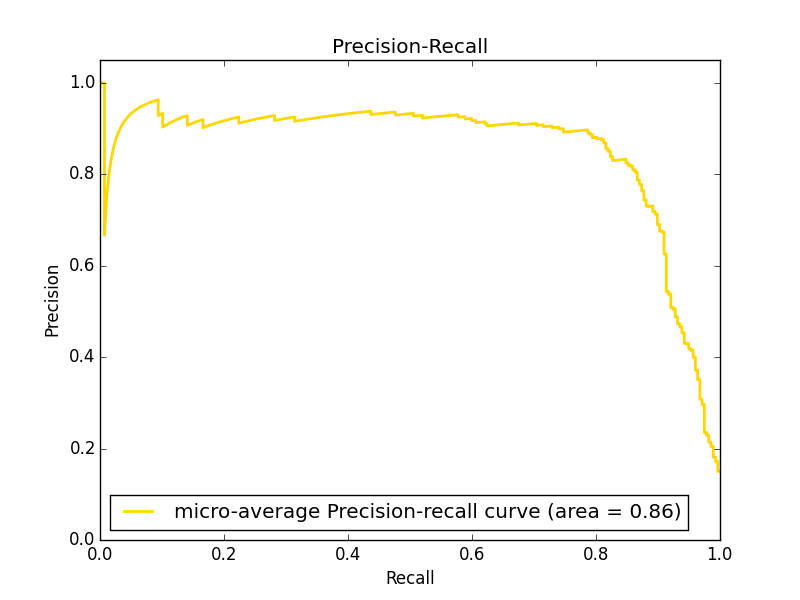 Precision-Recall
1.0
0.8
0.6
0.4
0.2
0.0
Precision
micro-average Precision-recall curve (area = 0.86)
0.0 0.2 0.4 0.6 0.8 1.0
Recall